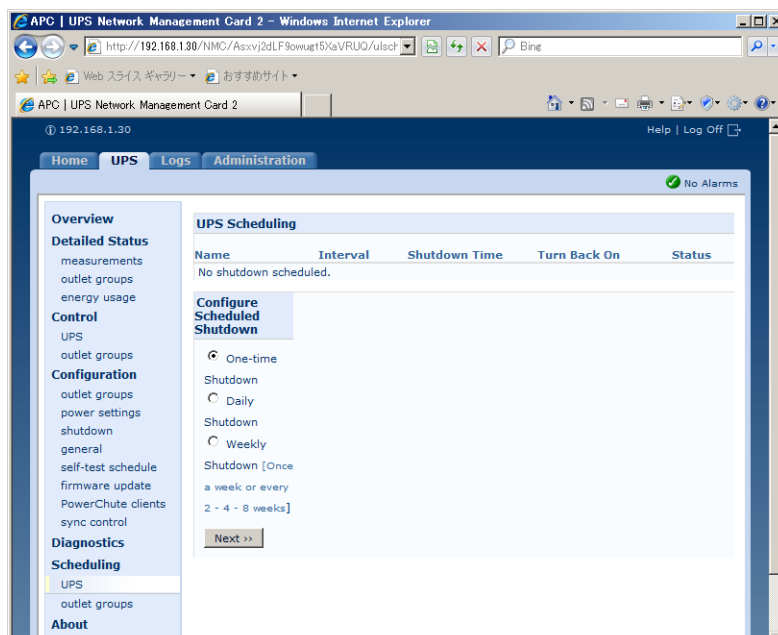 APC | UPS Network Management Card 2 - Windows Internet Explorer
http://192.168.1.30/NMC/Asxvj2dLF9owugt5XaVRUQ/ulsch
Bing
Web スライス ギャラリー
おすすめサイト
APC | UPS Network Management Card 2
192.168.1.30
Help | Log Off
Home UPS Logs Administration
No Alarms
Overview
Detailed Status
measurements
outlet groups
energy usage
Control
UPS
outlet groups
Configuration
outlet groups
power settings
shutdown
general
self-test schedule
firmware update
PowerChute clients
sync control
Diagnostics
Scheduling
UPS
outlet groups
About
UPS Scheduling
Name Interval Shutdown Time Turn Back On Status
No shutdown scheduled.
Configure
Scheduled
Shutdown
One-time
Shutdown
Daily
Shutdown
Weekly
Shutdown [Once
a week or every
2 - 4 - 8 weeks]
Next >>